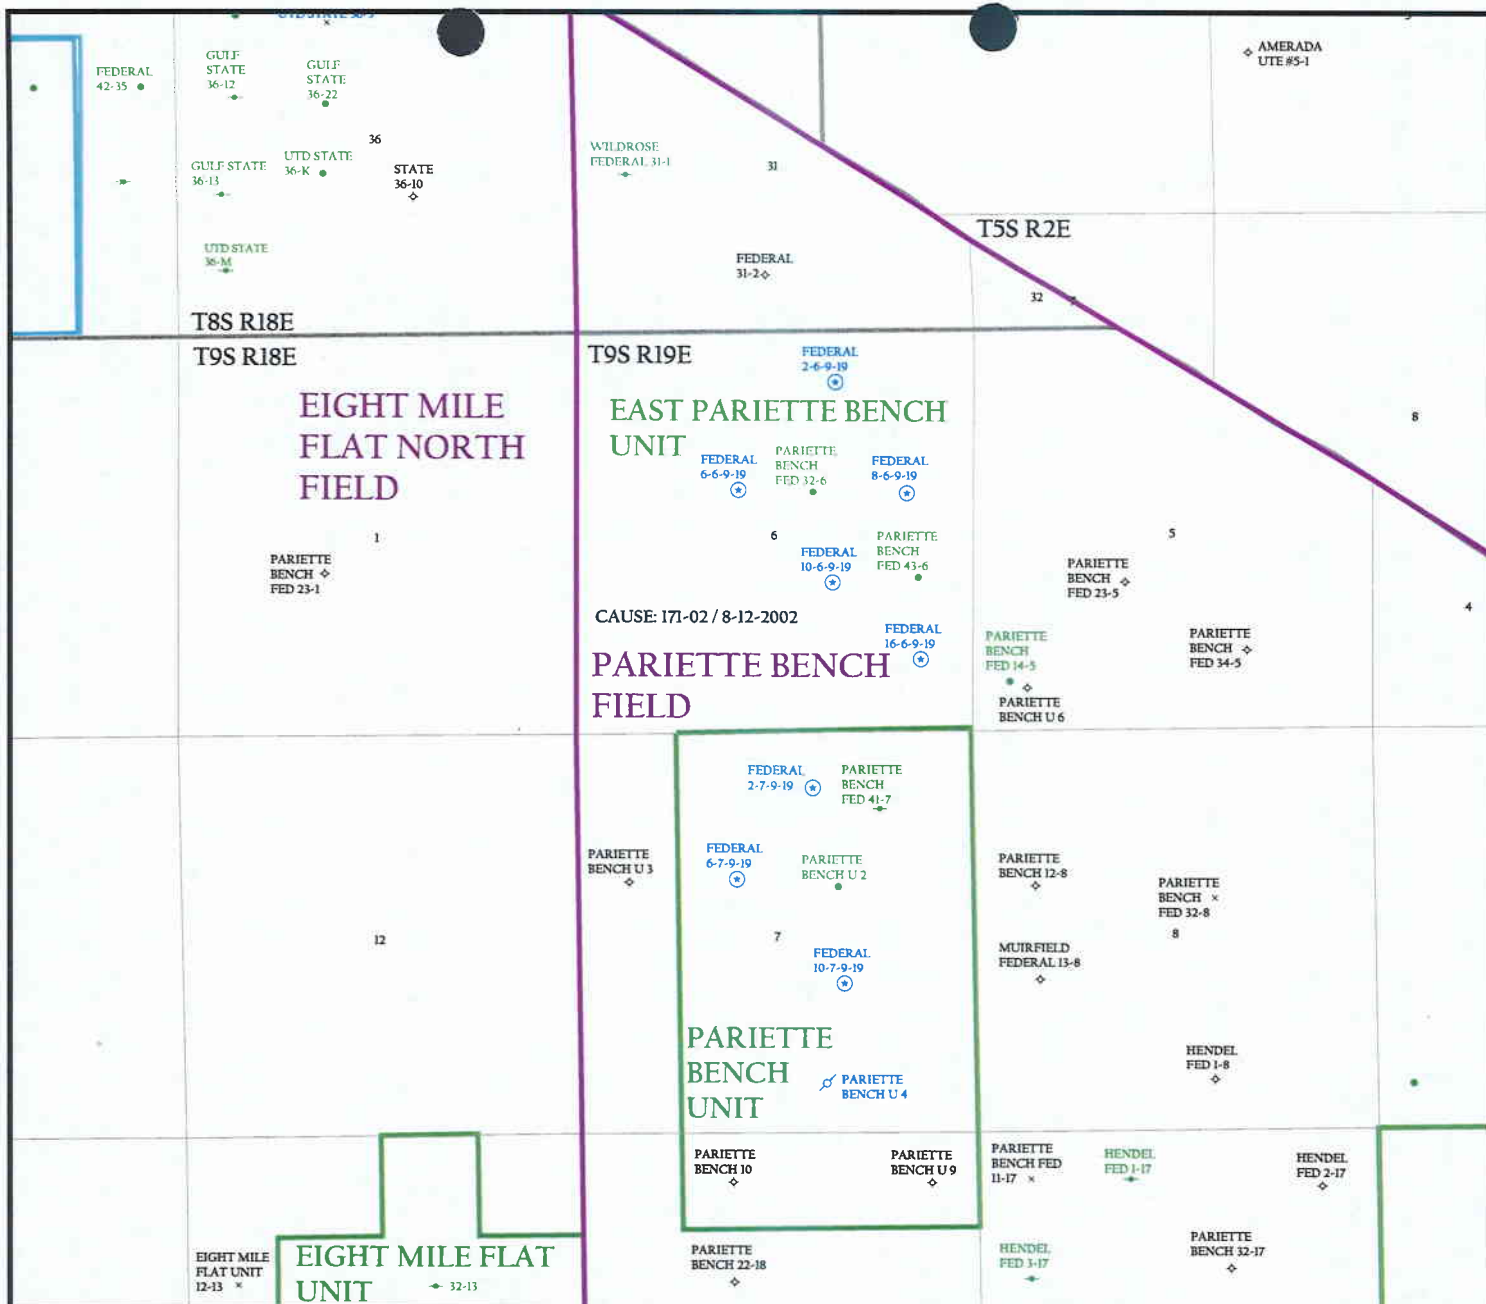 UTD STATE 36-5
AMERADA
UTE #5-1
FEDERAL
42-35
GULF
STATE
36-12
GULF
STATE
36-22
36
GULF STATE
36-13
UTD STATE
36-K
STATE
36-10
UTD STATE
36-M
WILDROSE
FEDERAL 31-1
31
FEDERAL
31-2
T5S R2E
32
T8S R18E
T9S R18E
T9S R19E
FEDERAL
2-6-9-19
EIGHT MILE
FLAT NORTH
FIELD
EAST PARIETTE BENCH
UNIT
FEDERAL
6-6-9-19
PARIETTE
BENCH
FED 32-6
FEDERAL
8-6-9-19
8
1
6
5
4
PARIETTE
BENCH
FED 23-1
FEDERAL
10-6-9-19
PARIETTE
BENCH
FED 43-6
PARIETTE
BENCH
FED 23-5
CAUSE: 171-02 / 8-12-2002
FEDERAL
16-6-9-19
PARIETTE
BENCH
FED 14-5
PARIETTE
BENCH
FED 34-5
PARIETTE BENCH
FIELD
PARIETTE
BENCH U 6
FEDERAL
2-7-9-19
PARIETTE
BENCH
FED 41-7
PARIETTE
BENCH U 3
FEDERAL
6-7-9-19
PARIETTE
BENCH U 2
PARIETTE
BENCH 12-8
PARIETTE
BENCH
FED 32-8
12
7
8
FEDERAL
10-7-9-19
MUIRFIELD
FEDERAL 13-8
PARIETTE
BENCH
UNIT
PARIETTE
BENCH U 4
HENDEL
FED 1-8
PARIETTE
BENCH 10
PARIETTE
BENCH U 9
PARIETTE
BENCH FED
11-17
HENDEL
FED 1-17
HENDEL
FED 2-17
EIGHT MILE
FLAT UNIT
12-13
EIGHT MILE FLAT
UNIT
32-13
PARIETTE
BENCH 22-18
HENDEL
FED 3-17
PARIETTE
BENCH 32-17